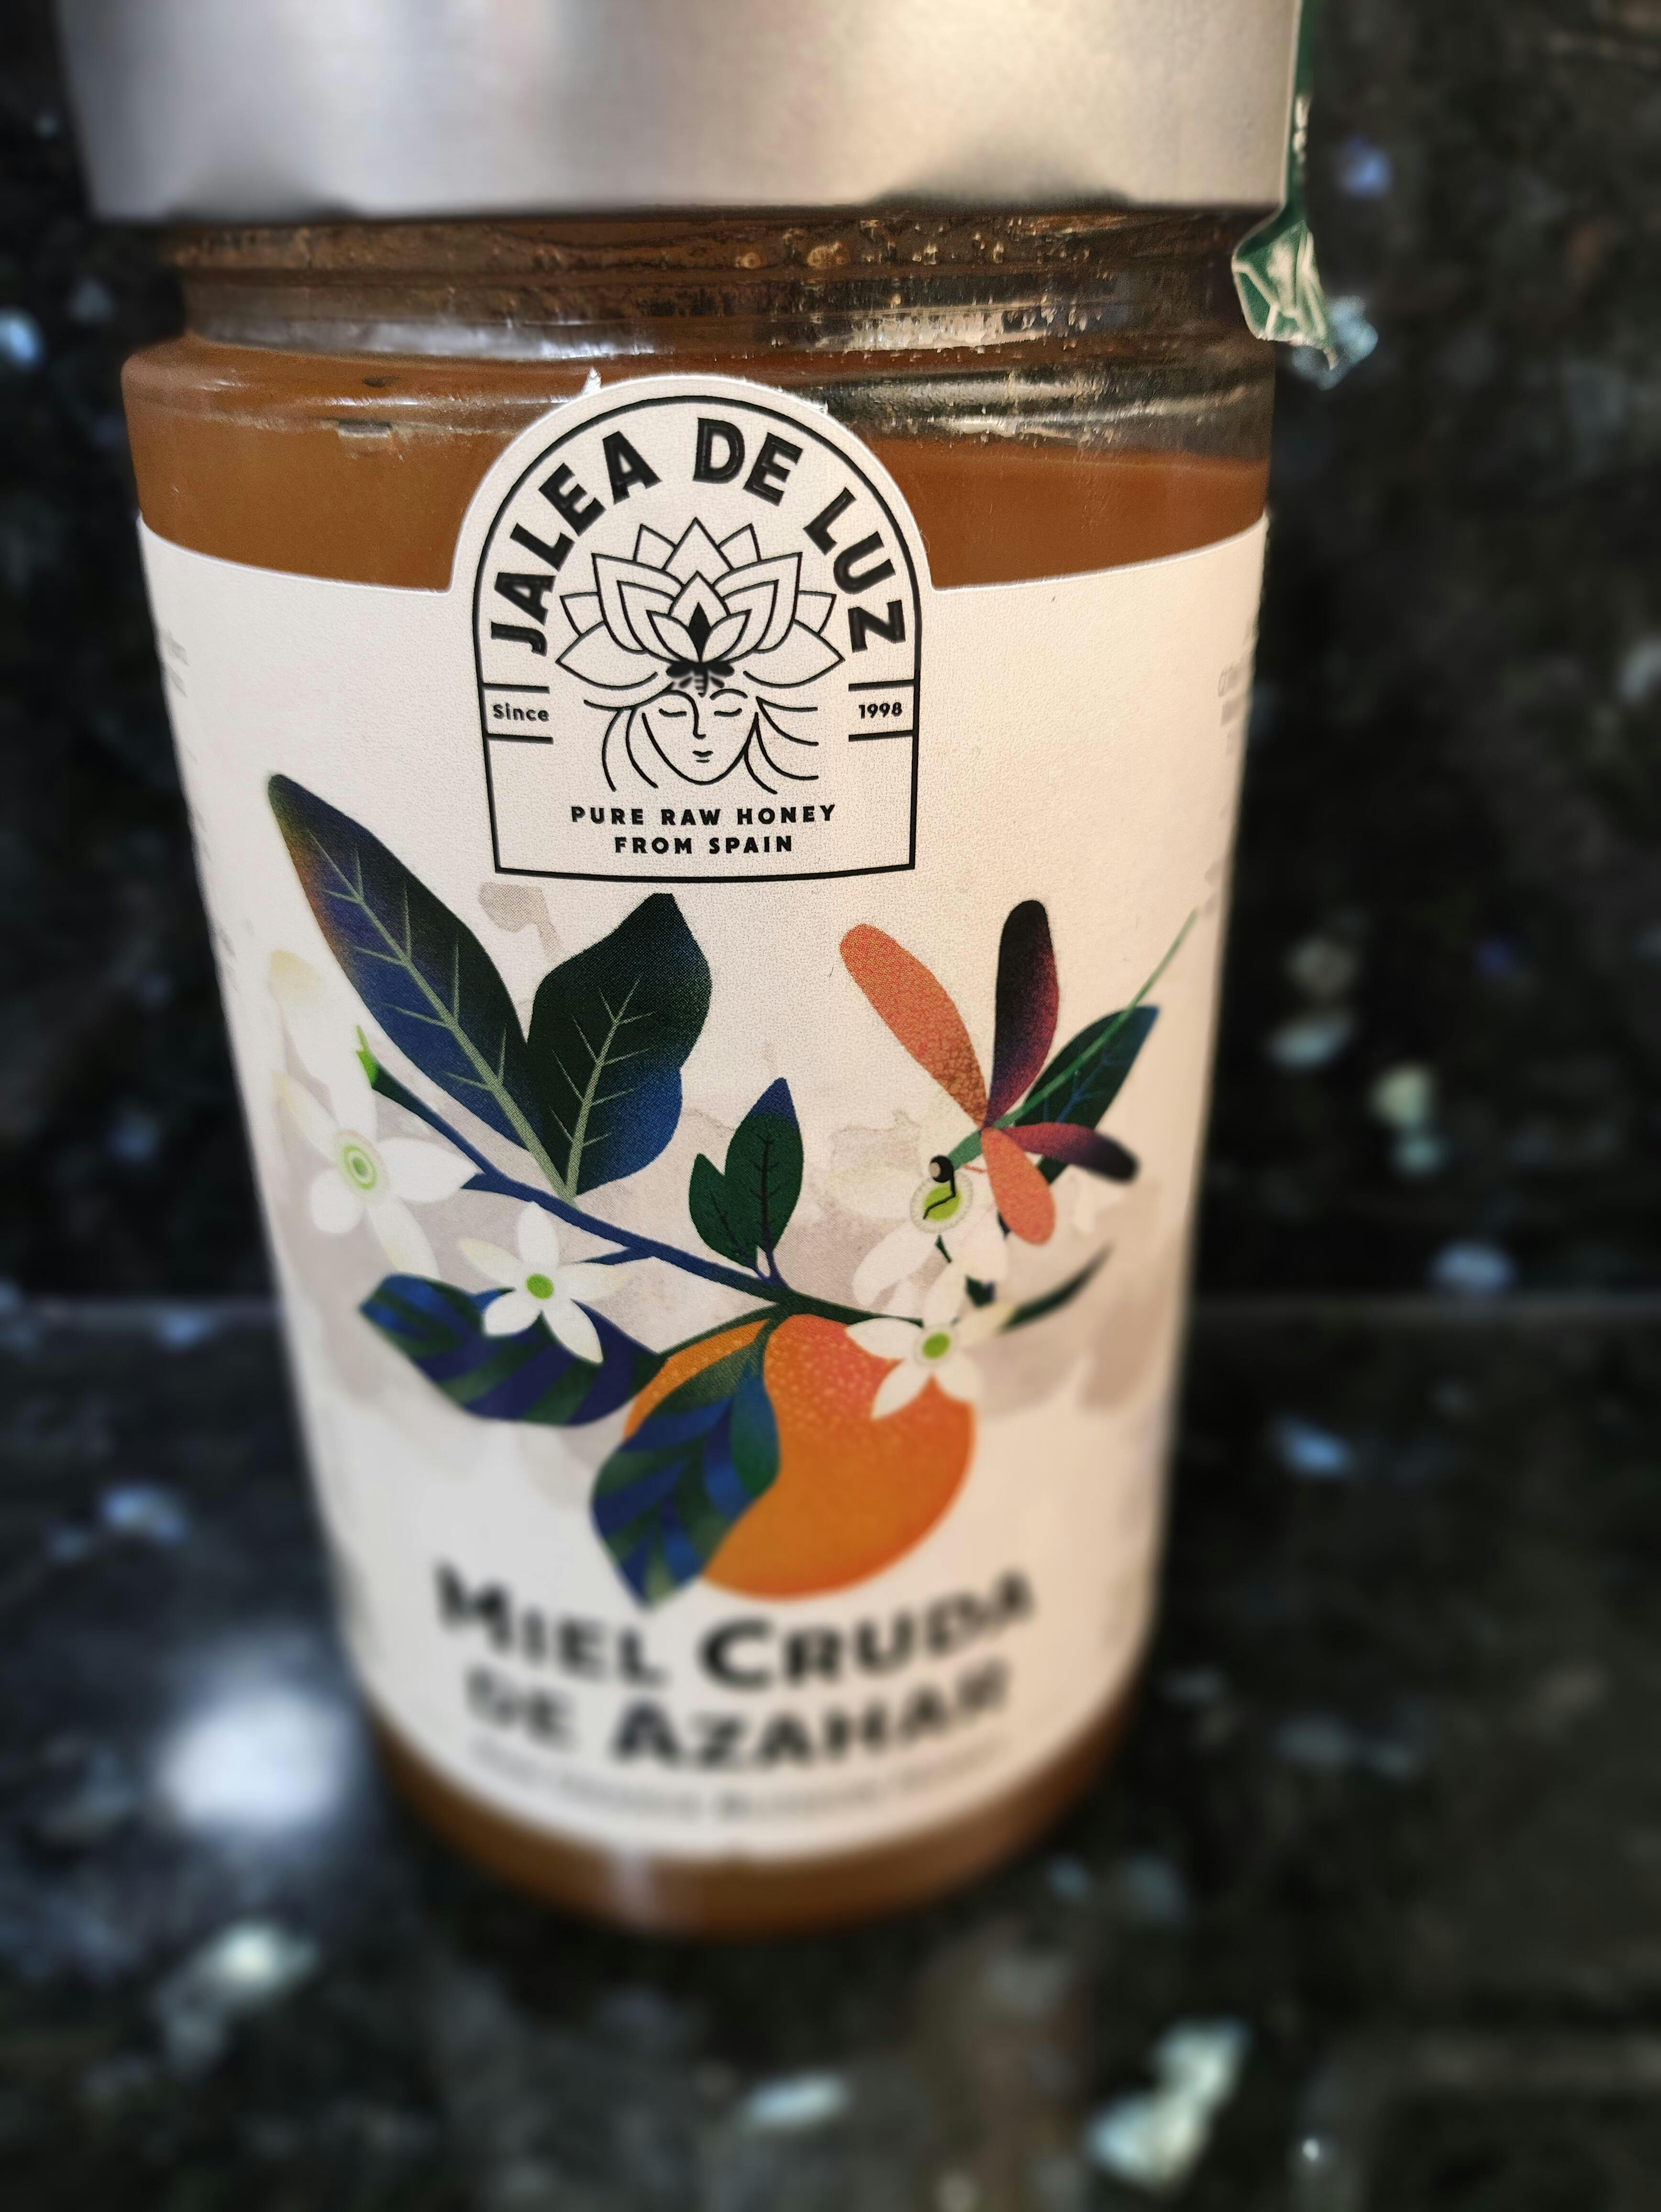 JALEA DE LUZ
Since 1998
PURE RAW HONEY
FROM SPAIN
MIEL CRUDA
DE AZAHAR